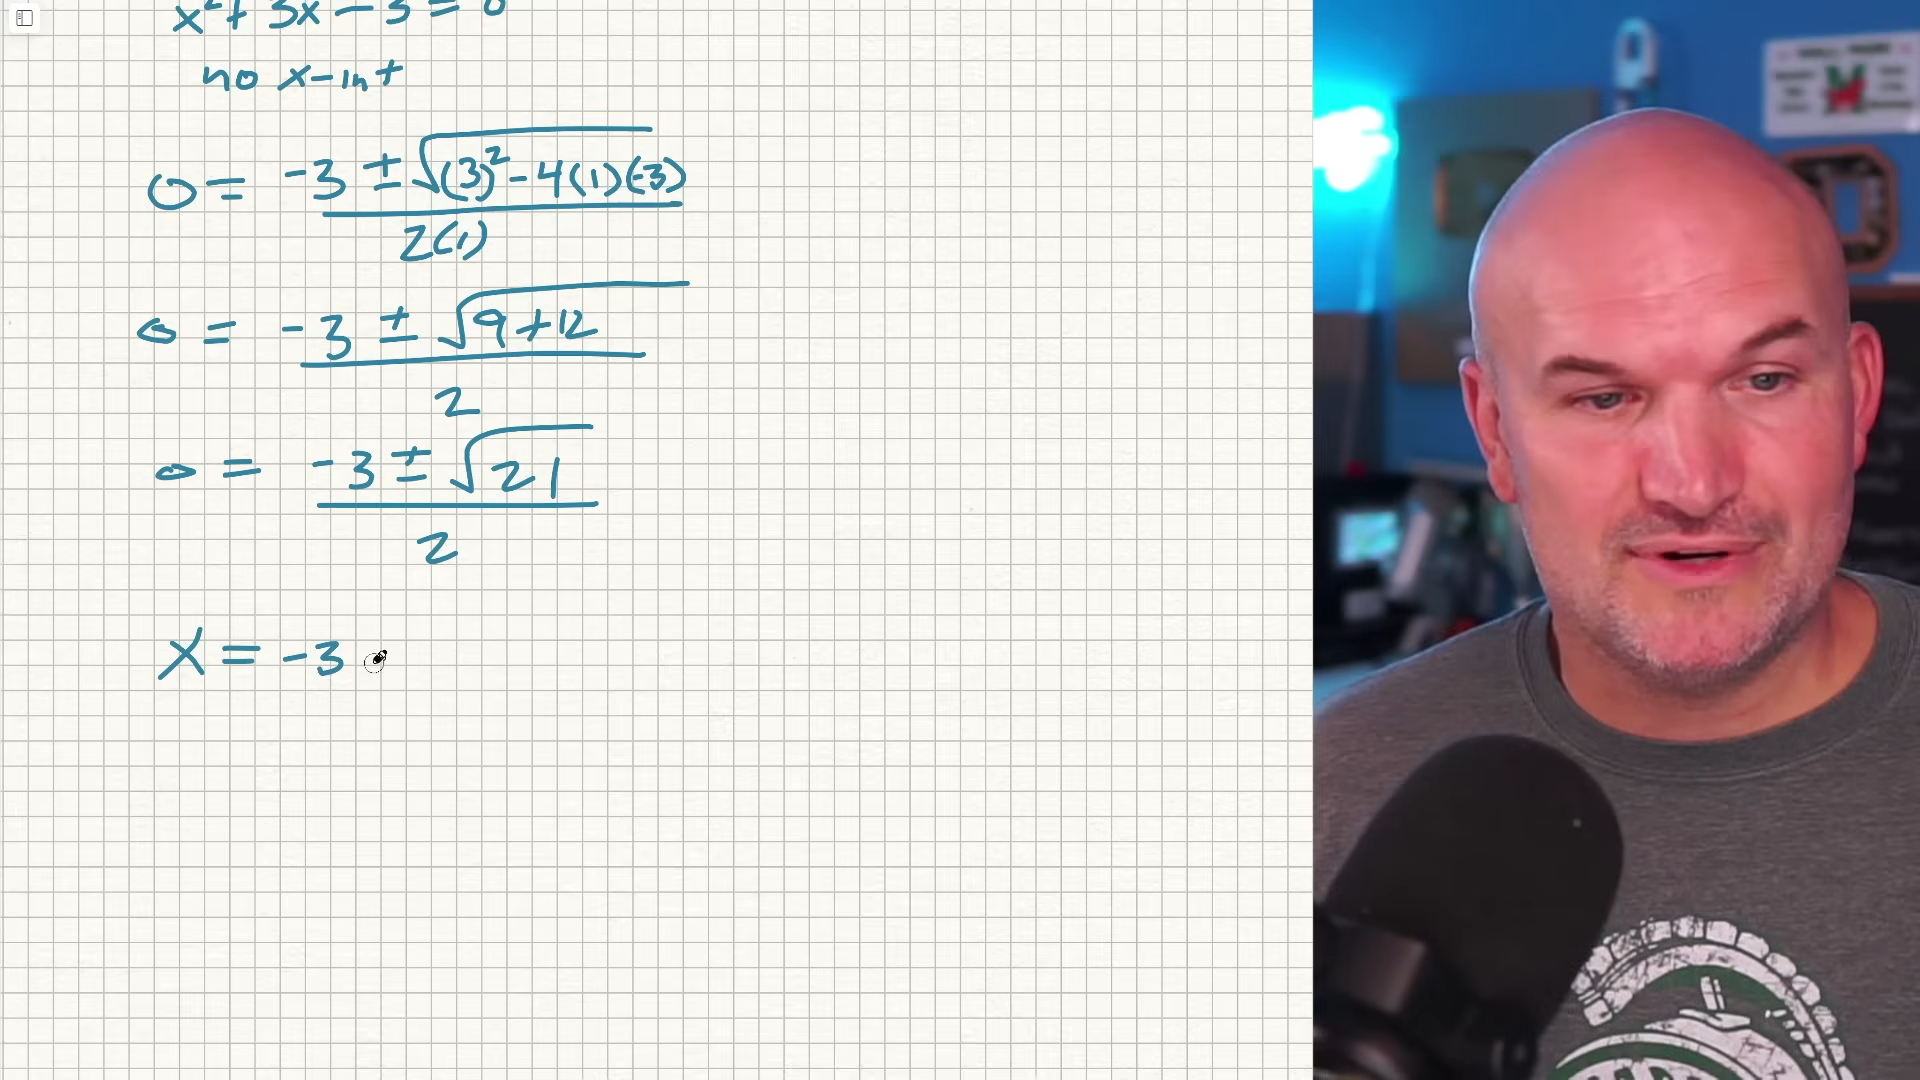 x² + 3x - 3 = 0
no x-int
0 = -3 ± √(3)² - 4(1)(-3)
2(1)
0 = -3 ± √9+12
2
0 = -3 ± √21
2
x = -3